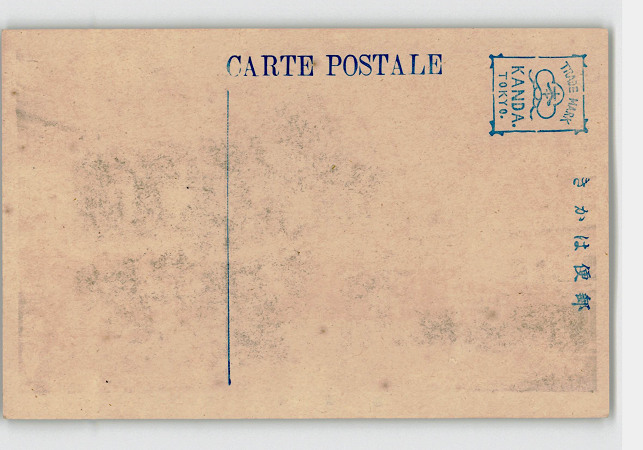 CARTE POSTALE
TRADE MARK
KANDA.
TOKYO.
郵便はかき